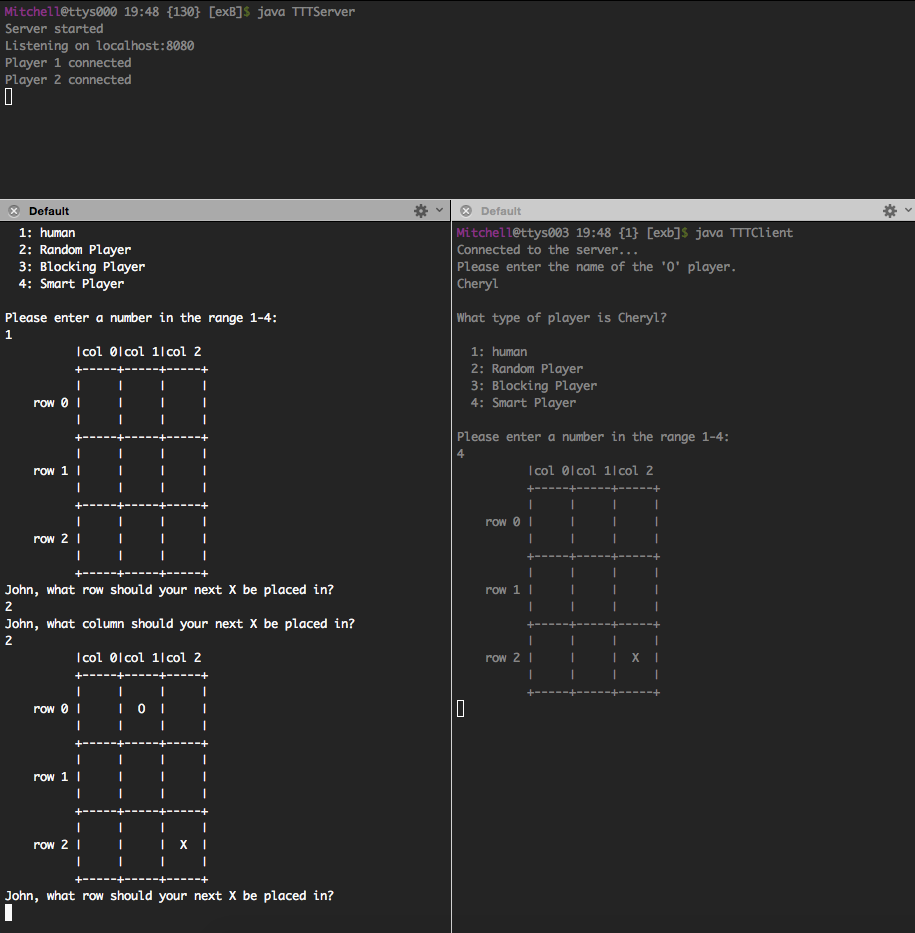 Mitchell@ttys000 19:48 {130} [exB]$ java TTTServer
Server started
Listening on localhost:8080
Player 1 connected
Player 2 connected
Default
  1: human
  2: Random Player
  3: Blocking Player
  4: Smart Player
Please enter a number in the range 1-4:
1
          |col 0|col 1|col 2
          +-----+-----+-----+
          |     |     |     |
    row 0 |     |     |     |
          |     |     |     |
          +-----+-----+-----+
          |     |     |     |
    row 1 |     |     |     |
          |     |     |     |
          +-----+-----+-----+
          |     |     |     |
    row 2 |     |     |     |
          |     |     |     |
          +-----+-----+-----+
John, what row should your next X be placed in?
2
John, what column should your next X be placed in?
2
          |col 0|col 1|col 2
          +-----+-----+-----+
          |     |     |     |
    row 0 |     |  O  |     |
          |     |     |     |
          +-----+-----+-----+
          |     |     |     |
    row 1 |     |     |     |
          |     |     |     |
          +-----+-----+-----+
          |     |     |     |
    row 2 |     |     |  X  |
          |     |     |     |
          +-----+-----+-----+
John, what row should your next X be placed in?
Default
Mitchell@ttys003 19:48 {1} [exb]$ java TTTClient
Connected to the server...
Please enter the name of the 'O' player.
Cheryl
What type of player is Cheryl?
  1: human
  2: Random Player
  3: Blocking Player
  4: Smart Player
Please enter a number in the range 1-4:
4
          |col 0|col 1|col 2
          +-----+-----+-----+
          |     |     |     |
    row 0 |     |     |     |
          |     |     |     |
          +-----+-----+-----+
          |     |     |     |
    row 1 |     |     |     |
          |     |     |     |
          +-----+-----+-----+
          |     |     |     |
    row 2 |     |     |  X  |
          |     |     |     |
          +-----+-----+-----+